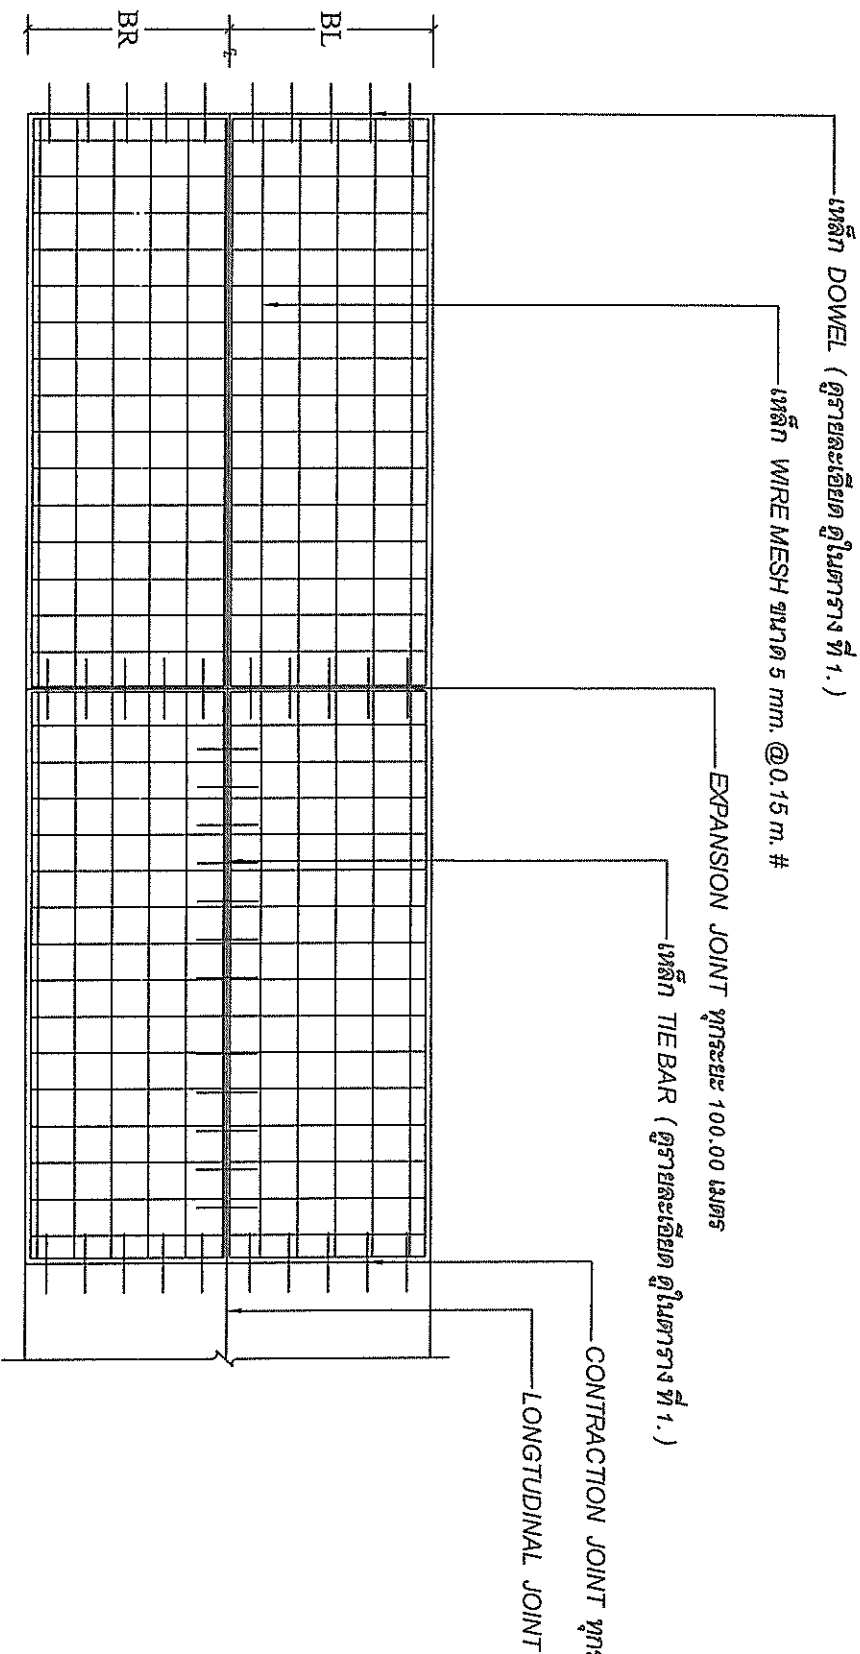 เหล็ก DOWEL ( ดูรายละเอียด ดูในตาราง ที่ 1. )
เหล็ก WIRE MESH ขนาด 5 mm. @0.15 m. #
EXPANSION JOINT ทุกระยะ 100.00 เมตร
เหล็ก TIE BAR ( ดูรายละเอียด ดูในตาราง ที่ 1. )
CONTRACTION JOINT
LONGTUDINAL JOINT
BL
BR